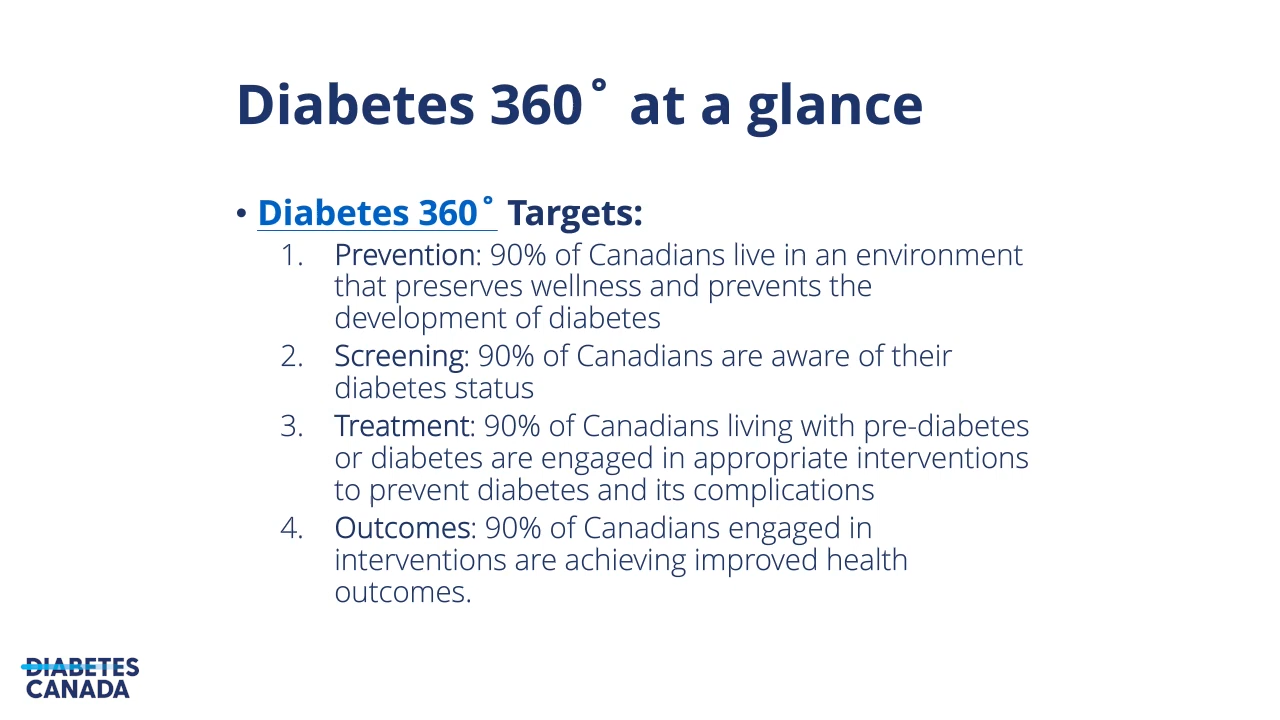 Diabetes 360˚ at a glance
• Diabetes 360˚ Targets:
1. Prevention: 90% of Canadians live in an environment
that preserves wellness and prevents the
development of diabetes
2. Screening: 90% of Canadians are aware of their
diabetes status
3. Treatment: 90% of Canadians living with pre-diabetes
or diabetes are engaged in appropriate interventions
to prevent diabetes and its complications
4. Outcomes: 90% of Canadians engaged in
interventions are achieving improved health
outcomes.
DIABETES
CANADA